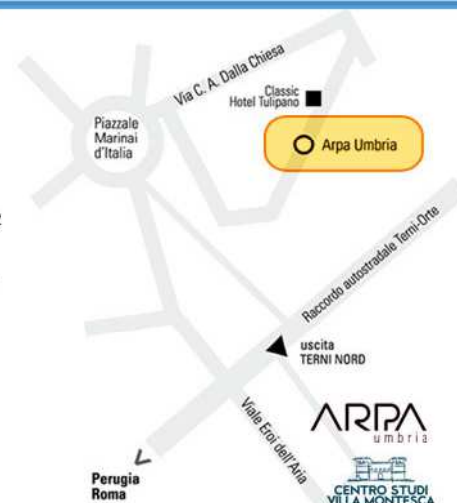 Via C. A. Dalla Chiesa
Classic
Hotel Tulipano
Piazzale
Marinai
d'Italia
Arpa Umbria
Raccordo autostradale Terni-Orte
uscita
TERNI NORD
Viale Eroi dell'Aria
Perugia
Roma
ARPA
umbria
CENTRO STUDI
VILLA MONTESCA